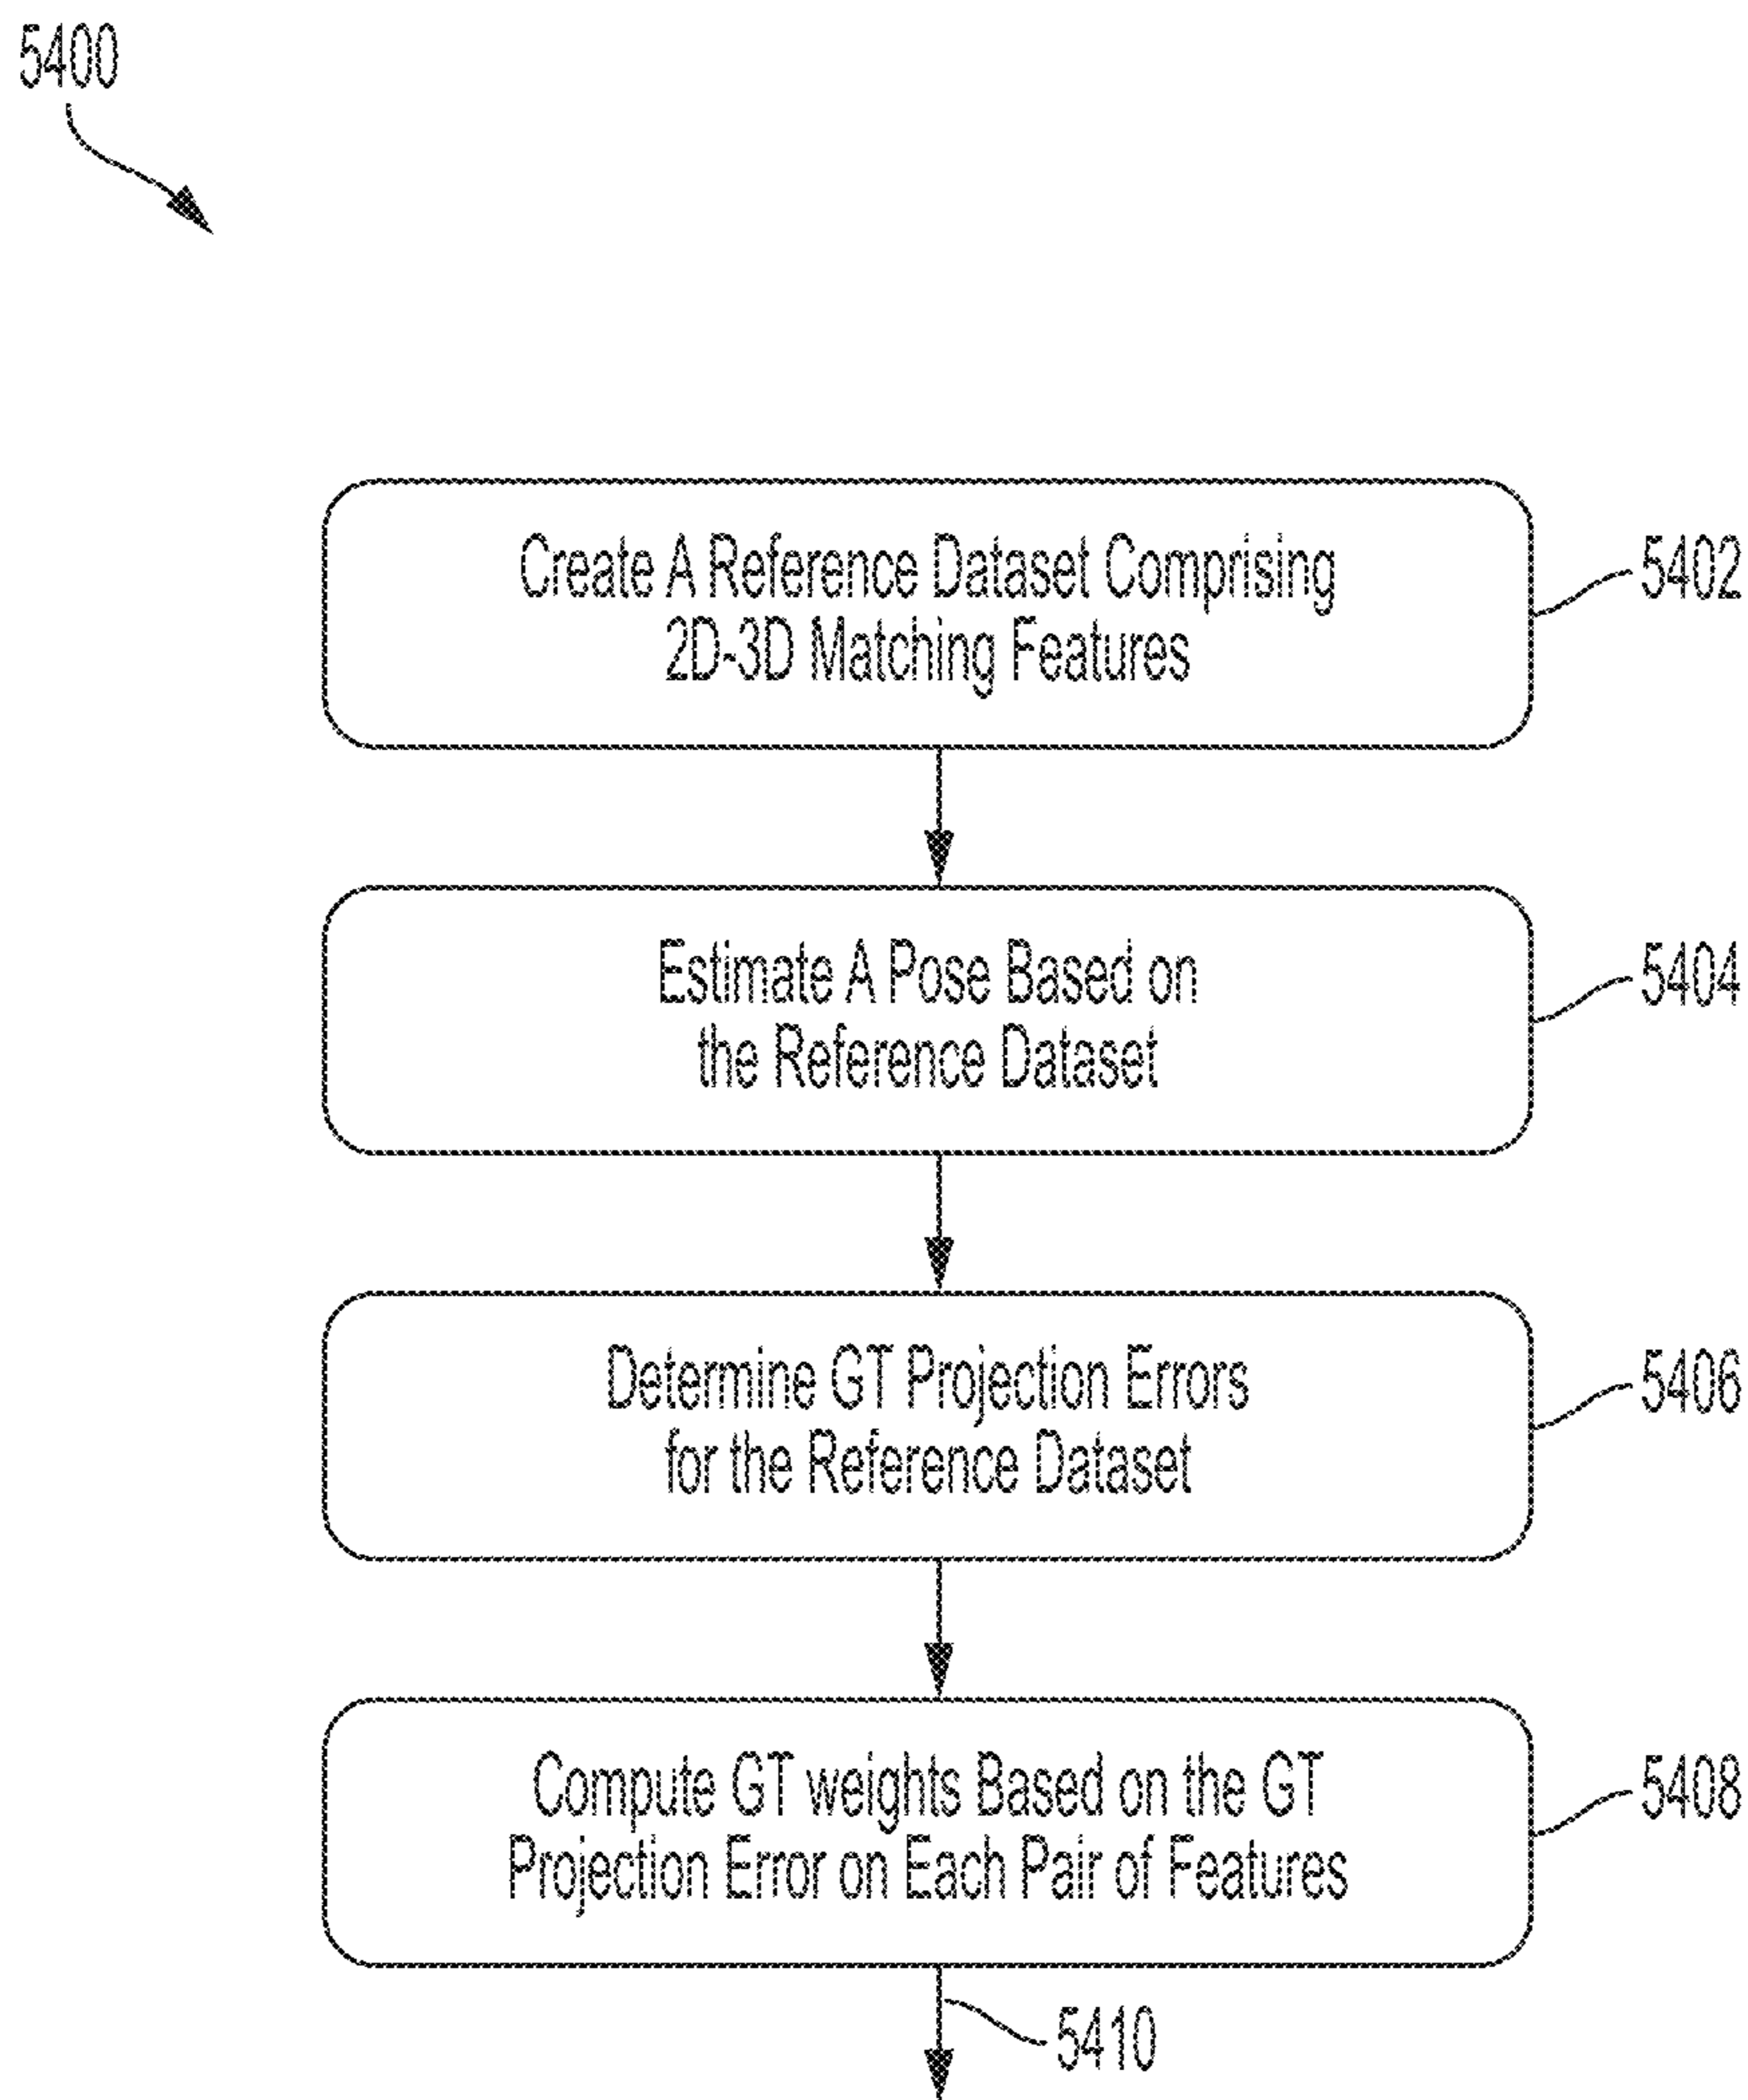 5400
Create A Reference Dataset Comprising
2D-3D Matching Features
5402
Estimate A Pose Based on
the Reference Dataset
5404
Determine GT Projection Errors
for the Reference Dataset
5406
Compute GT weights Based on the GT
Projection Error on Each Pair of Features
5408
5410